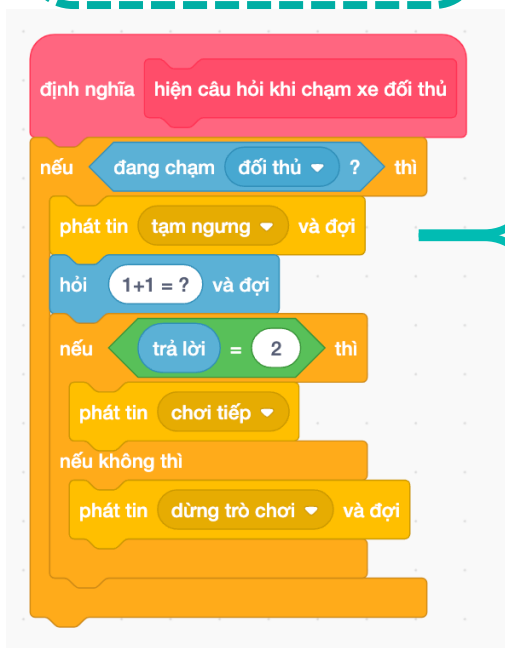 định nghĩa hiện câu hỏi khi chạm xe đối thủ
nếu đang chạm đối thủ ? thì
phát tin tạm ngưng và đợi
hỏi 1+1 = ? và đợi
nếu trả lời = 2 thì
phát tin chơi tiếp
nếu không thì
phát tin dừng trò chơi và đợi